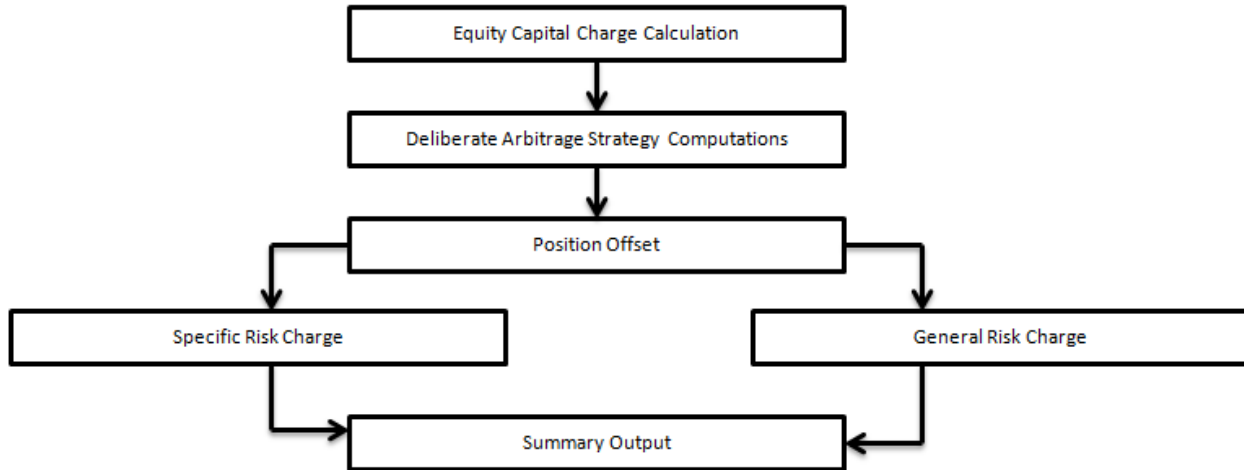 Equity Capital Charge Calculation
Deliberate Arbitrage Strategy Computations
Position Offset
Specific Risk Charge
General Risk Charge
Summary Output